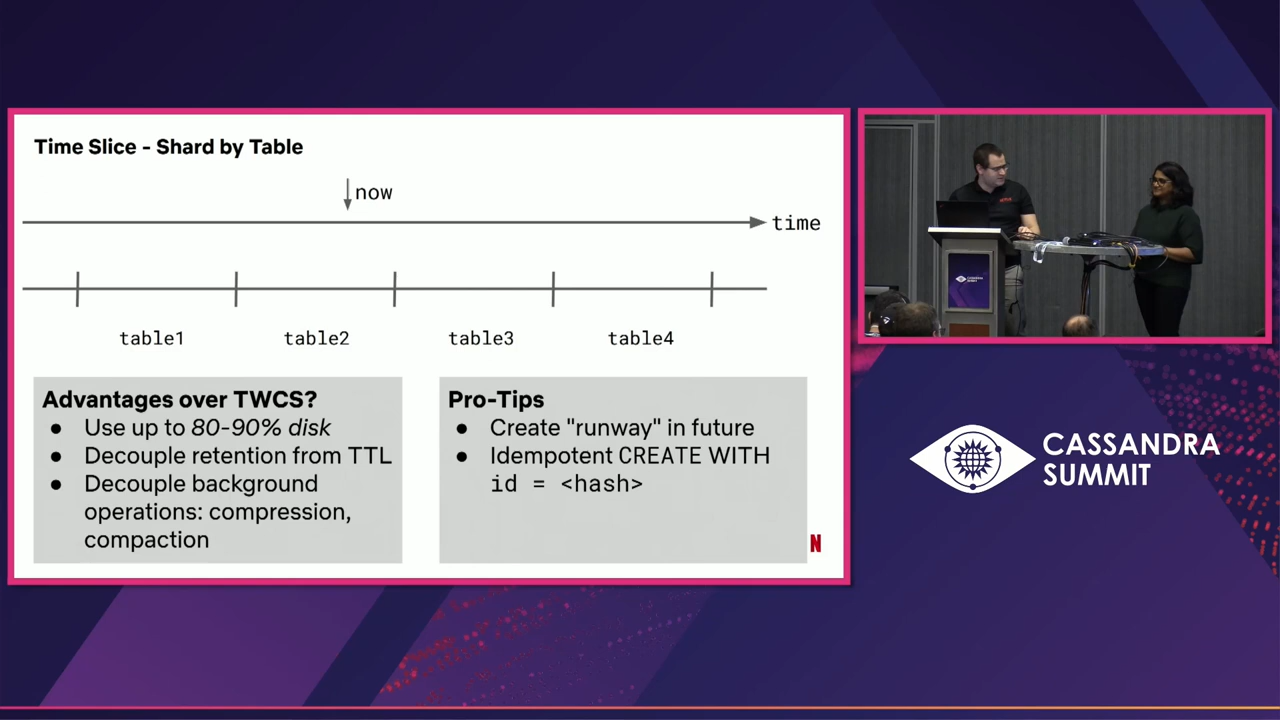 Time Slice - Shard by Table
now
time
table1
table2
table3
table4
Advantages over TWCS?
● Use up to 80-90% disk
● Decouple retention from TTL
● Decouple background
operations: compression,
compaction
Pro-Tips
● Create "runway" in future
● Idempotent CREATE WITH
id = <hash>
N
CASSANDRA
SUMMIT